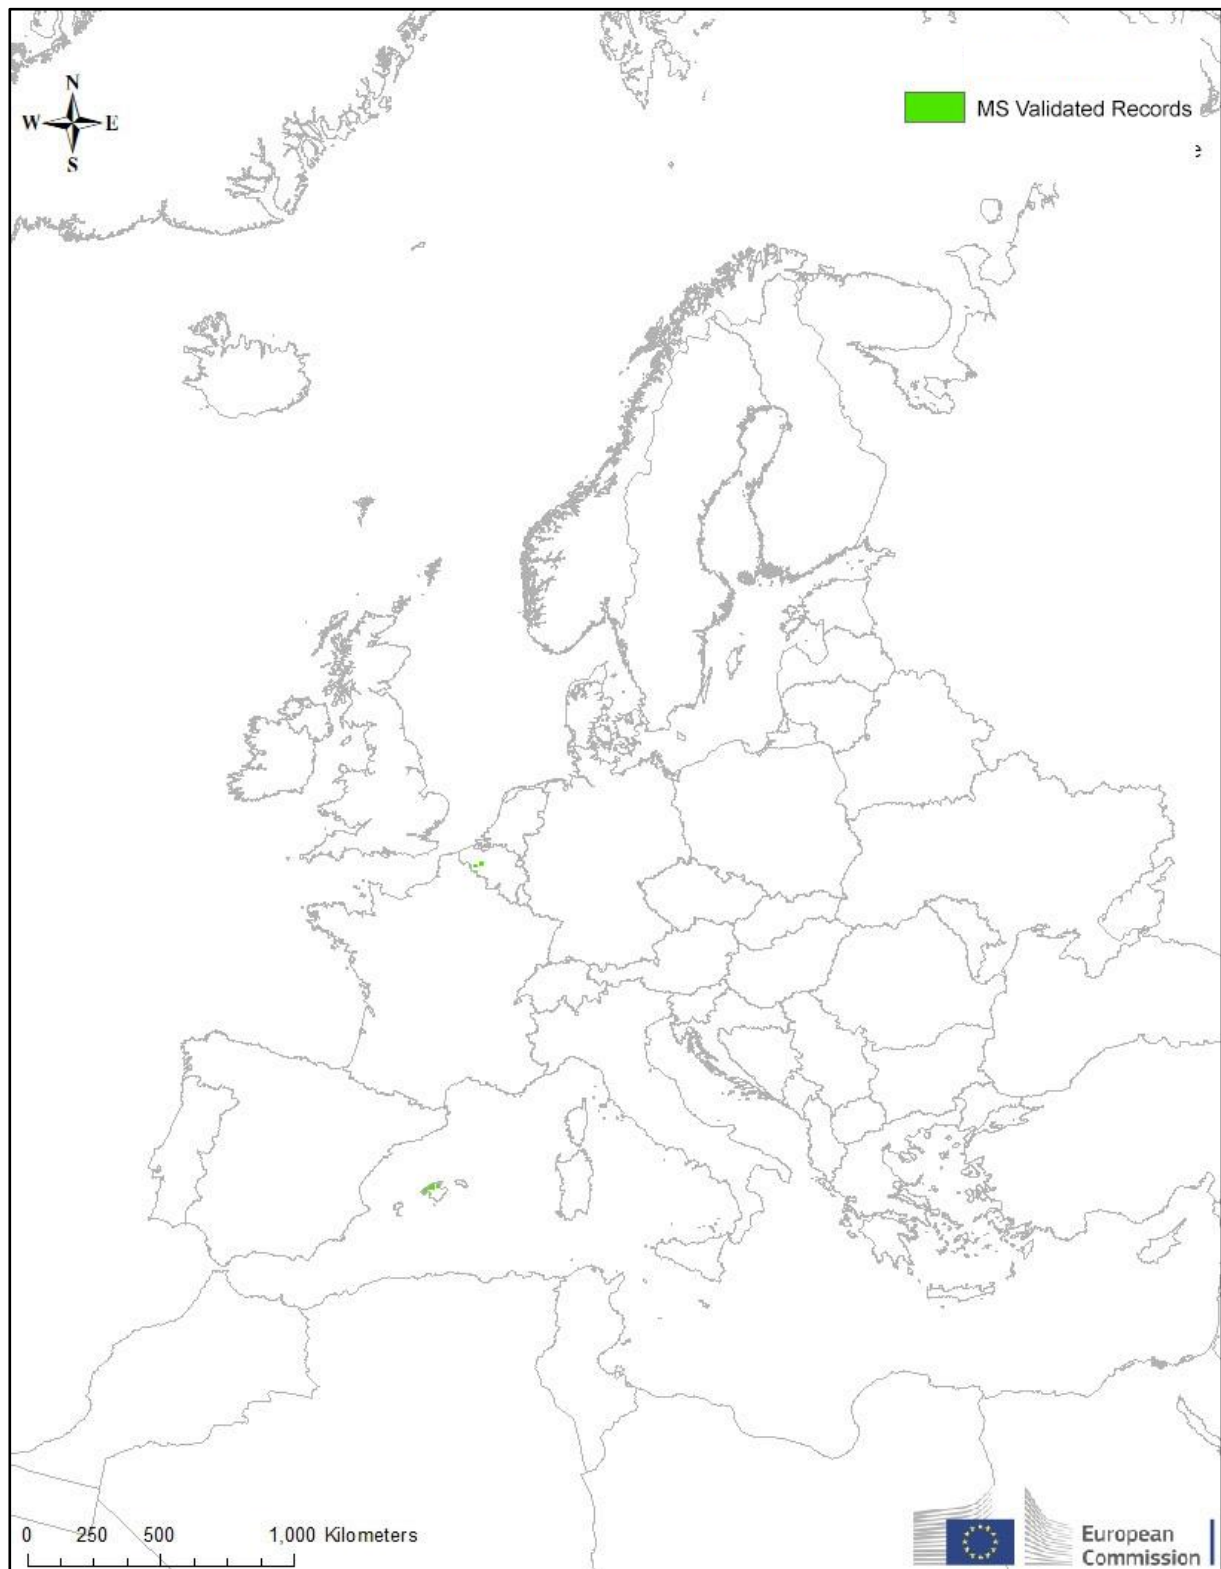 N
W E
S
MS Validated Records
e
0 250 500 1,000 Kilometers
European
Commission